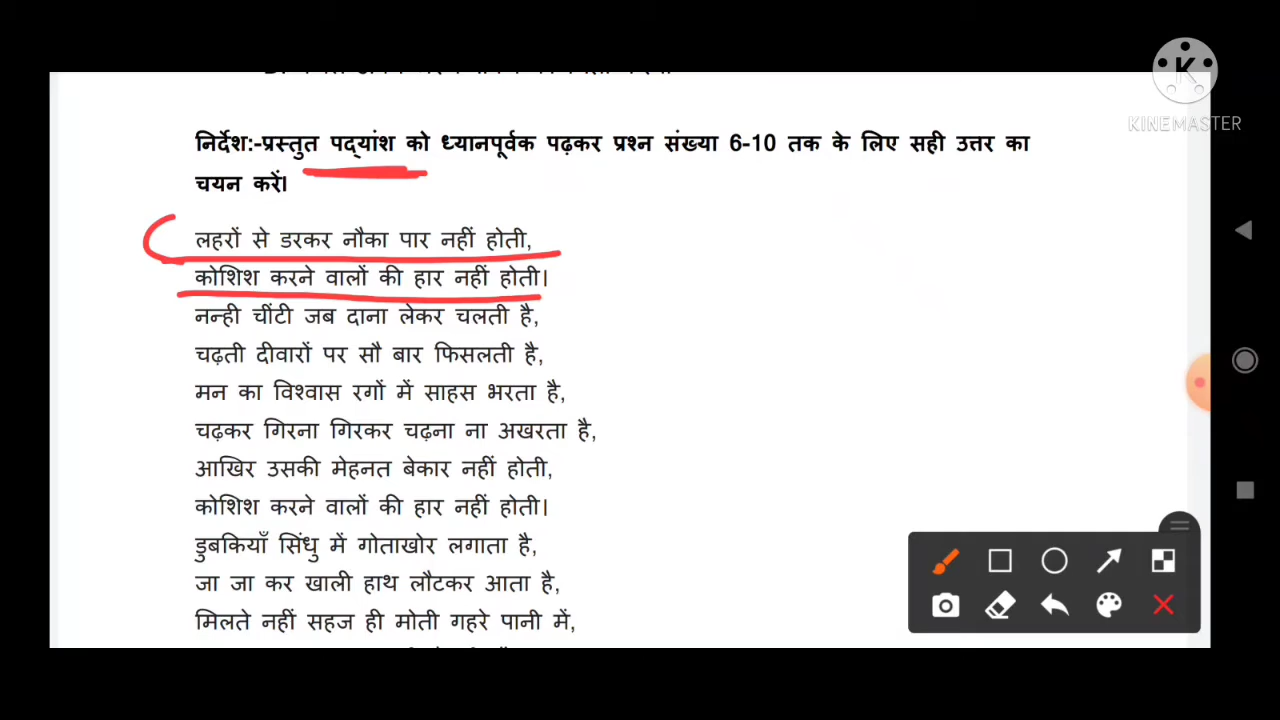 KINEMASTER
निर्देश:-प्रस्तुत पद्यांश को ध्यानपूर्वक पढ़कर प्रश्न संख्या 6-10 तक के लिए सही उत्तर का
चयन करें।
लहरों से डरकर नौका पार नहीं होती,
कोशिश करने वालों की हार नहीं होती।
नन्ही चींटी जब दाना लेकर चलती है,
चढ़ती दीवारों पर सौ बार फिसलती है,
मन का विश्वास रगों में साहस भरता है,
चढ़कर गिरना गिरकर चढ़ना ना अखरता है,
आखिर उसकी मेहनत बेकार नहीं होती,
कोशिश करने वालों की हार नहीं होती।
डुबकियाँ सिंधु में गोताखोर लगाता है,
जा जा कर खाली हाथ लौटकर आता है,
मिलते नहीं सहज ही मोती गहरे पानी में,